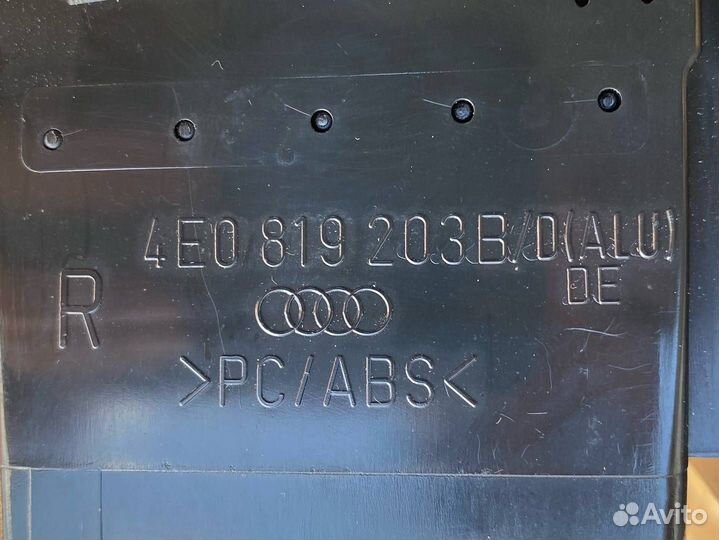 4E0 819 203B/D(ALU)
DE
R
>PC/ABS<
Avito